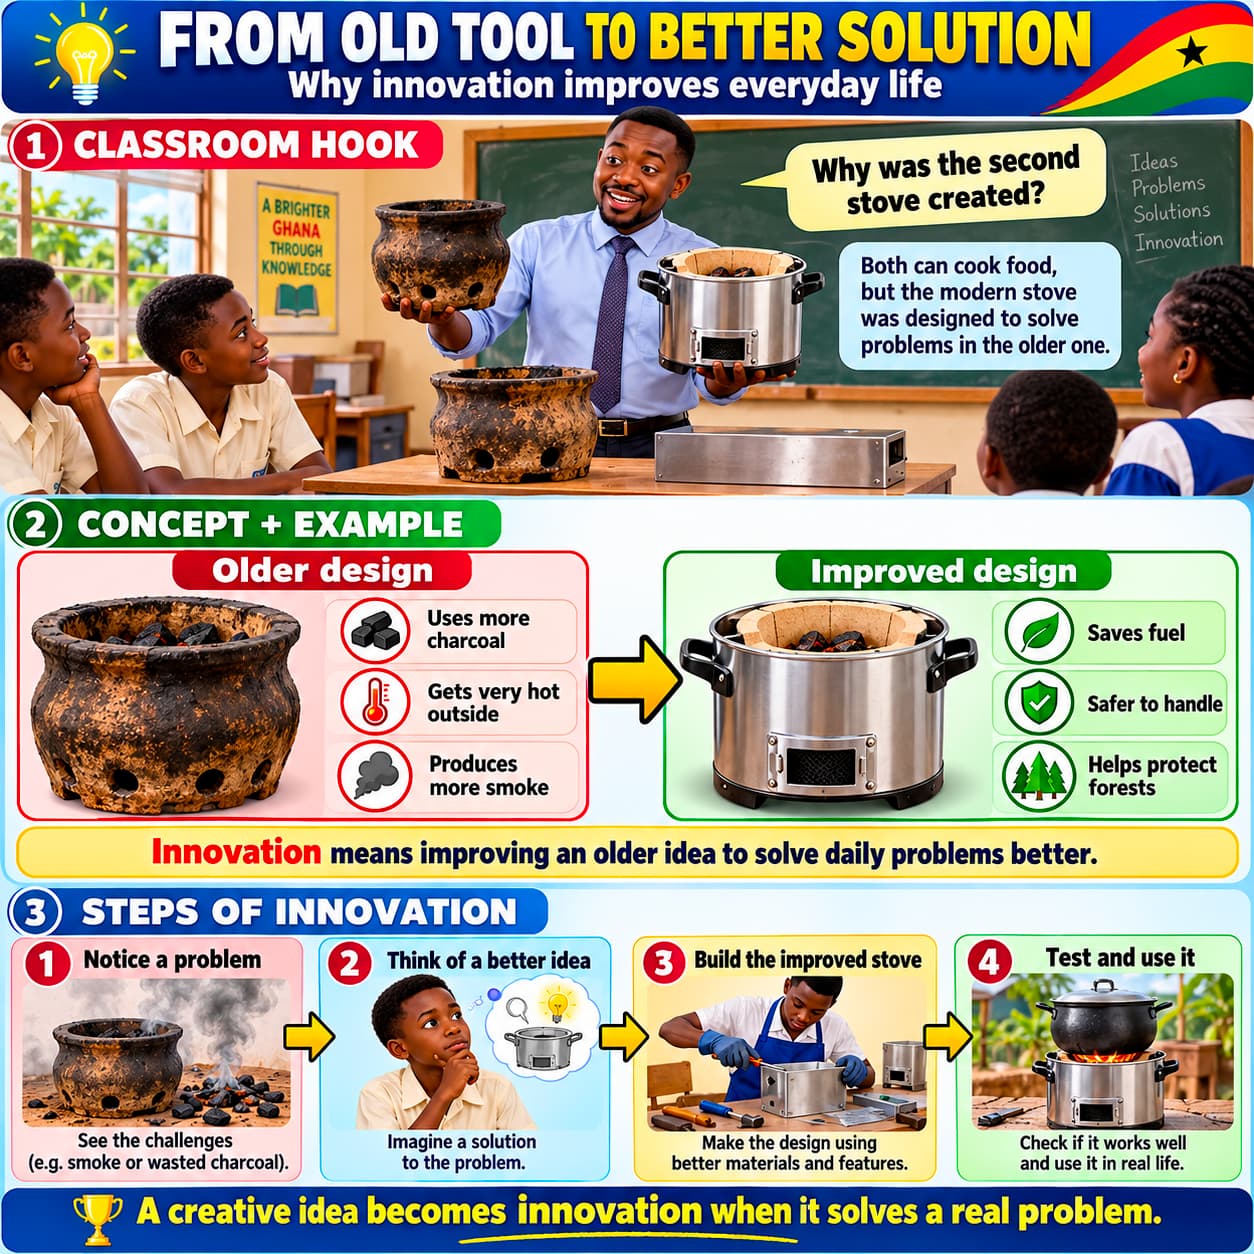 FROM OLD TOOL TO BETTER SOLUTION
Why innovation improves everyday life
1 CLASSROOM HOOK
A BRIGHTER
GHANA
THROUGH
KNOWLEDGE
Why was the second
stove created?
Both can cook food,
but the modern stove
was designed to solve
problems in the older one.
Ideas
Problems
Solutions
Innovation
2 CONCEPT + EXAMPLE
Older design
Uses more
charcoal
Gets very hot
outside
Produces
more smoke
Improved design
Saves fuel
Safer to handle
Helps protect
forests
Innovation means improving an older idea to solve daily problems better.
3 STEPS OF INNOVATION
1 Notice a problem
See the challenges
(e.g. smoke or wasted charcoal).
2 Think of a better idea
Imagine a solution
to the problem.
3 Build the improved stove
Make the design using
better materials and features.
4 Test and use it
Check if it works well
and use it in real life.
A creative idea becomes innovation when it solves a real problem.